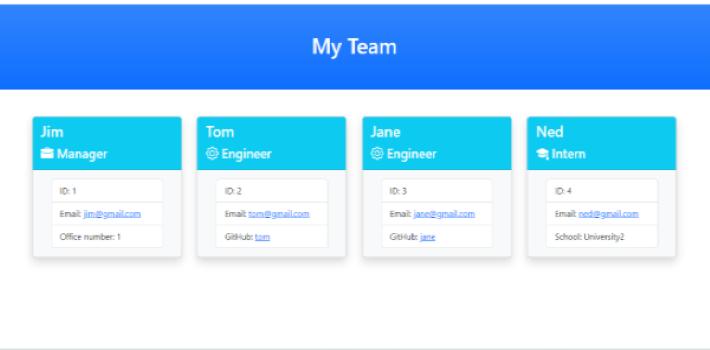 My Team
Jim
Manager
ID: 1
Email: jim@gmail.com
Office number: 1
Tom
Engineer
ID: 2
Email: tom@gmail.com
GitHub: tom
Jane
Engineer
ID: 3
Email: jane@gmail.com
GitHub: jane
Ned
Intern
ID: 4
Email: ned@gmail.com
School: University2